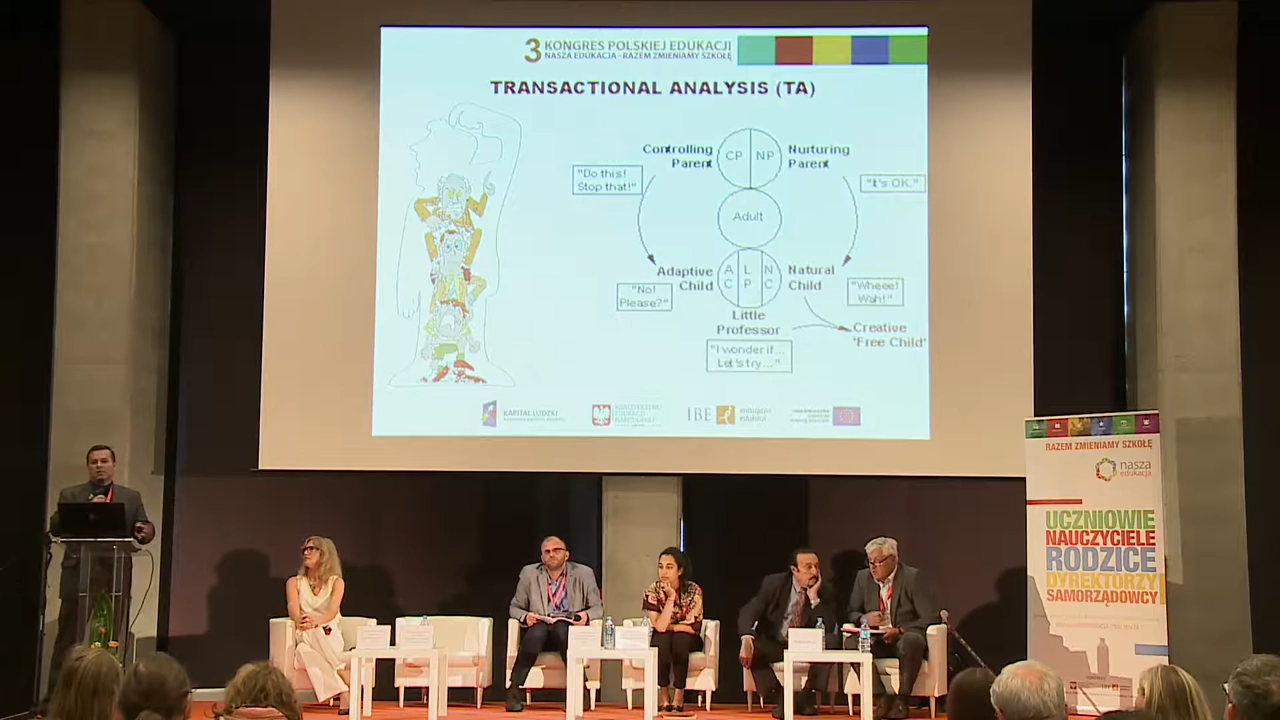 3 KONGRES POLSKIEJ EDUKACJI
NASZA EDUKACJA - RAZEM ZMIENIAMY SZKOŁĘ
TRANSACTIONAL ANALYSIS (TA)
Controlling
Parent
CP
NP
Nurturing
Parent
"Do this!
Stop that!"
"It's OK."
Adult
Adaptive
Child
A
C
L
P
N
C
Natural
Child
"No!
Please?"
"Wheee!
Wah!"
Little
Professor
Creative
'Free Child'
"I wonder if...
Let's try..."
KAPITAŁ LUDZKI
IBE
RAZEM ZMIENIAMY SZKOŁĘ
nasza
edukacja
UCZNIOWIE
NAUCZYCIELE
RODZICE
DYREKTORZY
SAMORZĄDOWCY
IBE